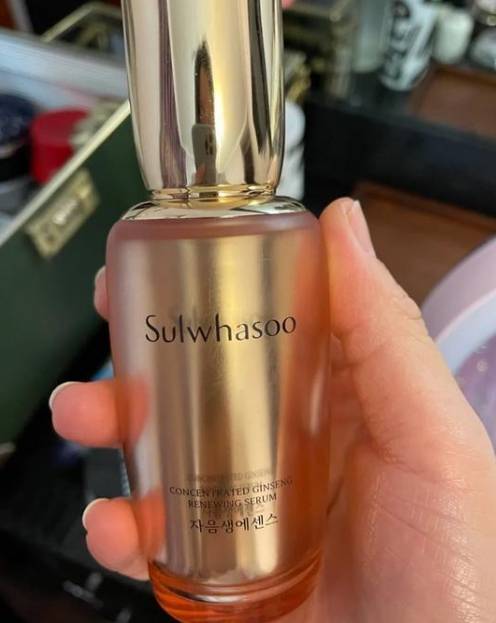 Sulwhasoo
CONCENTRATED GINSENG
RENEWING SERUM
자음생에센스